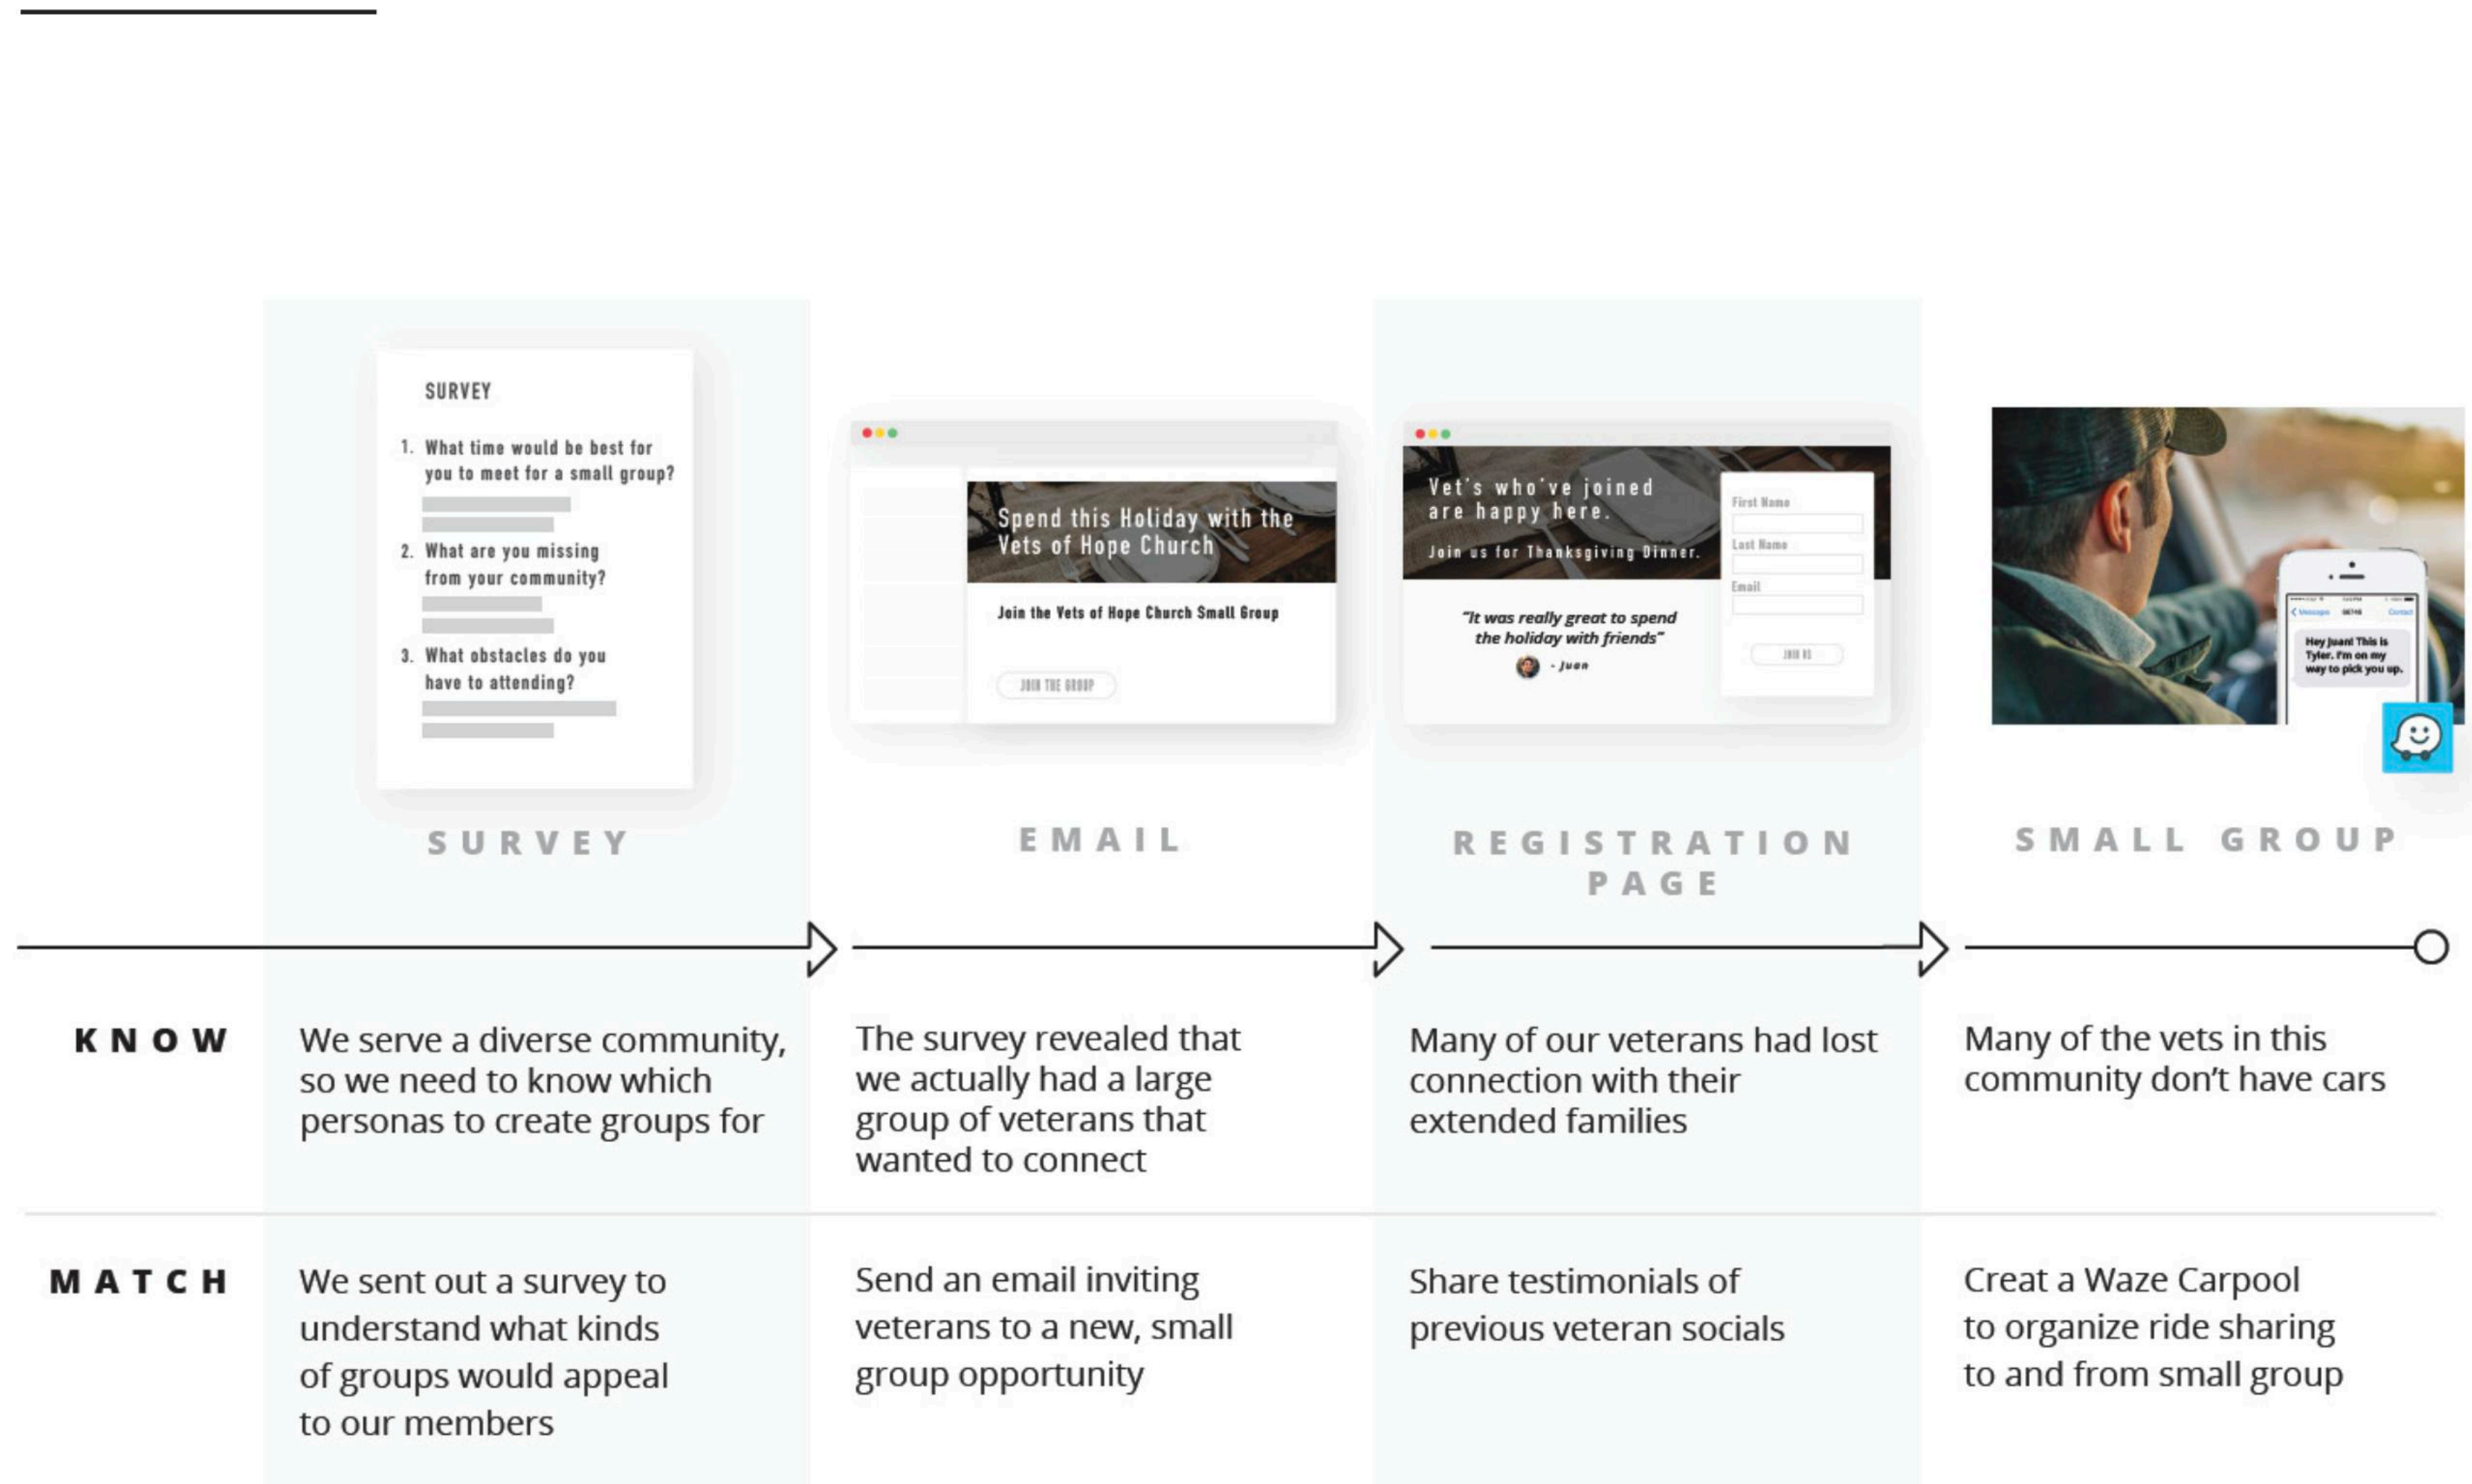 SURVEY
1. What time would be best for
you to meet for a small group?
2. What are you missing
from your community?
3. What obstacles do you
have to attending?
Spend this Holiday with the
Vets of Hope Church
Join the Vets of Hope Church Small Group
JOIN THE GROUP
Vet's who've joined
are happy here.
Join us for Thanksgiving Dinner.
"It was really great to spend
the holiday with friends"
- Juan
First Name
Last Name
Email
JOIN US
Messages
Contact
Hey Juan! This is
Tyler. I'm on my
way to pick you up.
SURVEY
EMAIL
REGISTRATION
PAGE
SMALL GROUP
KNOW
We serve a diverse community,
so we need to know which
personas to create groups for
The survey revealed that
we actually had a large
group of veterans that
wanted to connect
Many of our veterans had lost
connection with their
extended families
Many of the vets in this
community don't have cars
MATCH
We sent out a survey to
understand what kinds
of groups would appeal
to our members
Send an email inviting
veterans to a new, small
group opportunity
Share testimonials of
previous veteran socials
Creat a Waze Carpool
to organize ride sharing
to and from small group